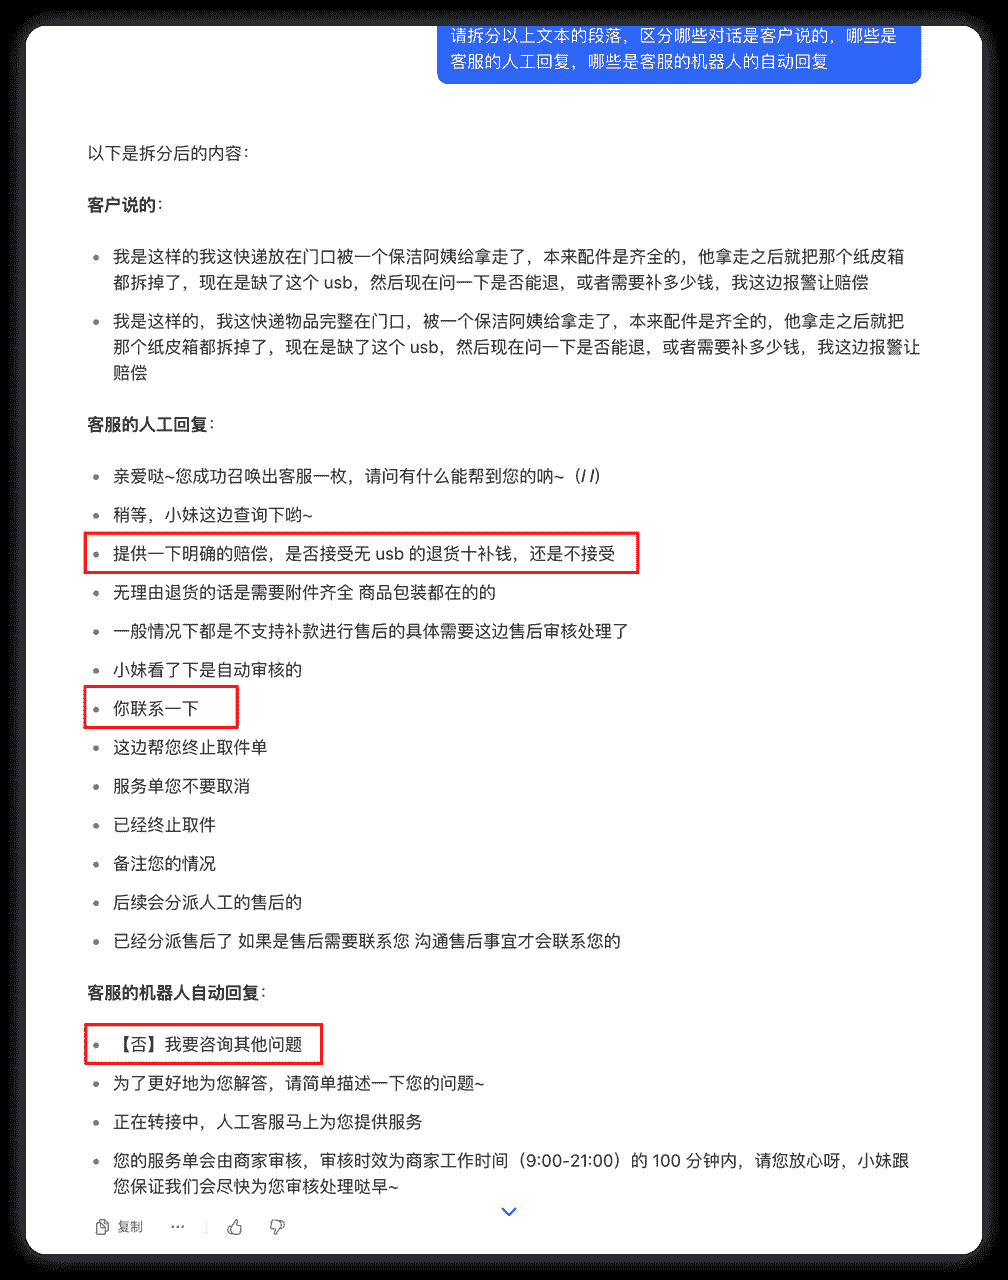 请拆分以上文本的段落，区分哪些对话是客户说的，哪些是
客服的人工回复，哪些是客服的机器人的自动回复
以下是拆分后的内容：
客户说的：
我是这样的我这快递放在门口被一个保洁阿姨给拿走了，本来配件是齐全的，他拿走之后就把那个纸皮箱
都拆掉了，现在是缺了这个 usb，然后现在问一下是否能退，或者需要补多少钱，我这边报警让赔偿
我是这样的，我这快递物品完整在门口，被一个保洁阿姨给拿走了，本来配件是齐全的，他拿走之后就把
那个纸皮箱都拆掉了，现在是缺了这个 usb，然后现在问一下是否能退，或者需要补多少钱，我这边报警让
赔偿
客服的人工回复：
亲爱哒~您成功召唤出客服一枚，请问有什么能帮到您的呐~（/ /）
稍等，小妹这边查询下哟~
提供一下明确的赔偿，是否接受无 usb 的退货十补钱，还是不接受
无理由退货的话是需要附件齐全 商品包装都在的的
一般情况下都是不支持补款进行售后的具体需要这边售后审核处理了
小妹看了下是自动审核的
你联系一下
这边帮您终止取件单
服务单您不要取消
已经终止取件
备注您的情况
后续会分派人工的售后的
已经分派售后了 如果是售后需要联系您 沟通售后事宜才会联系您的
客服的机器人自动回复：
【否】我要咨询其他问题
为了更好地为您解答，请简单描述一下您的问题~
正在转接中，人工客服马上为您提供服务
您的服务单会由商家审核，审核时效为商家工作时间（9:00-21:00）的 100 分钟内，请您放心呀，小妹跟
您保证我们会尽快为您审核处理哒早~
复制